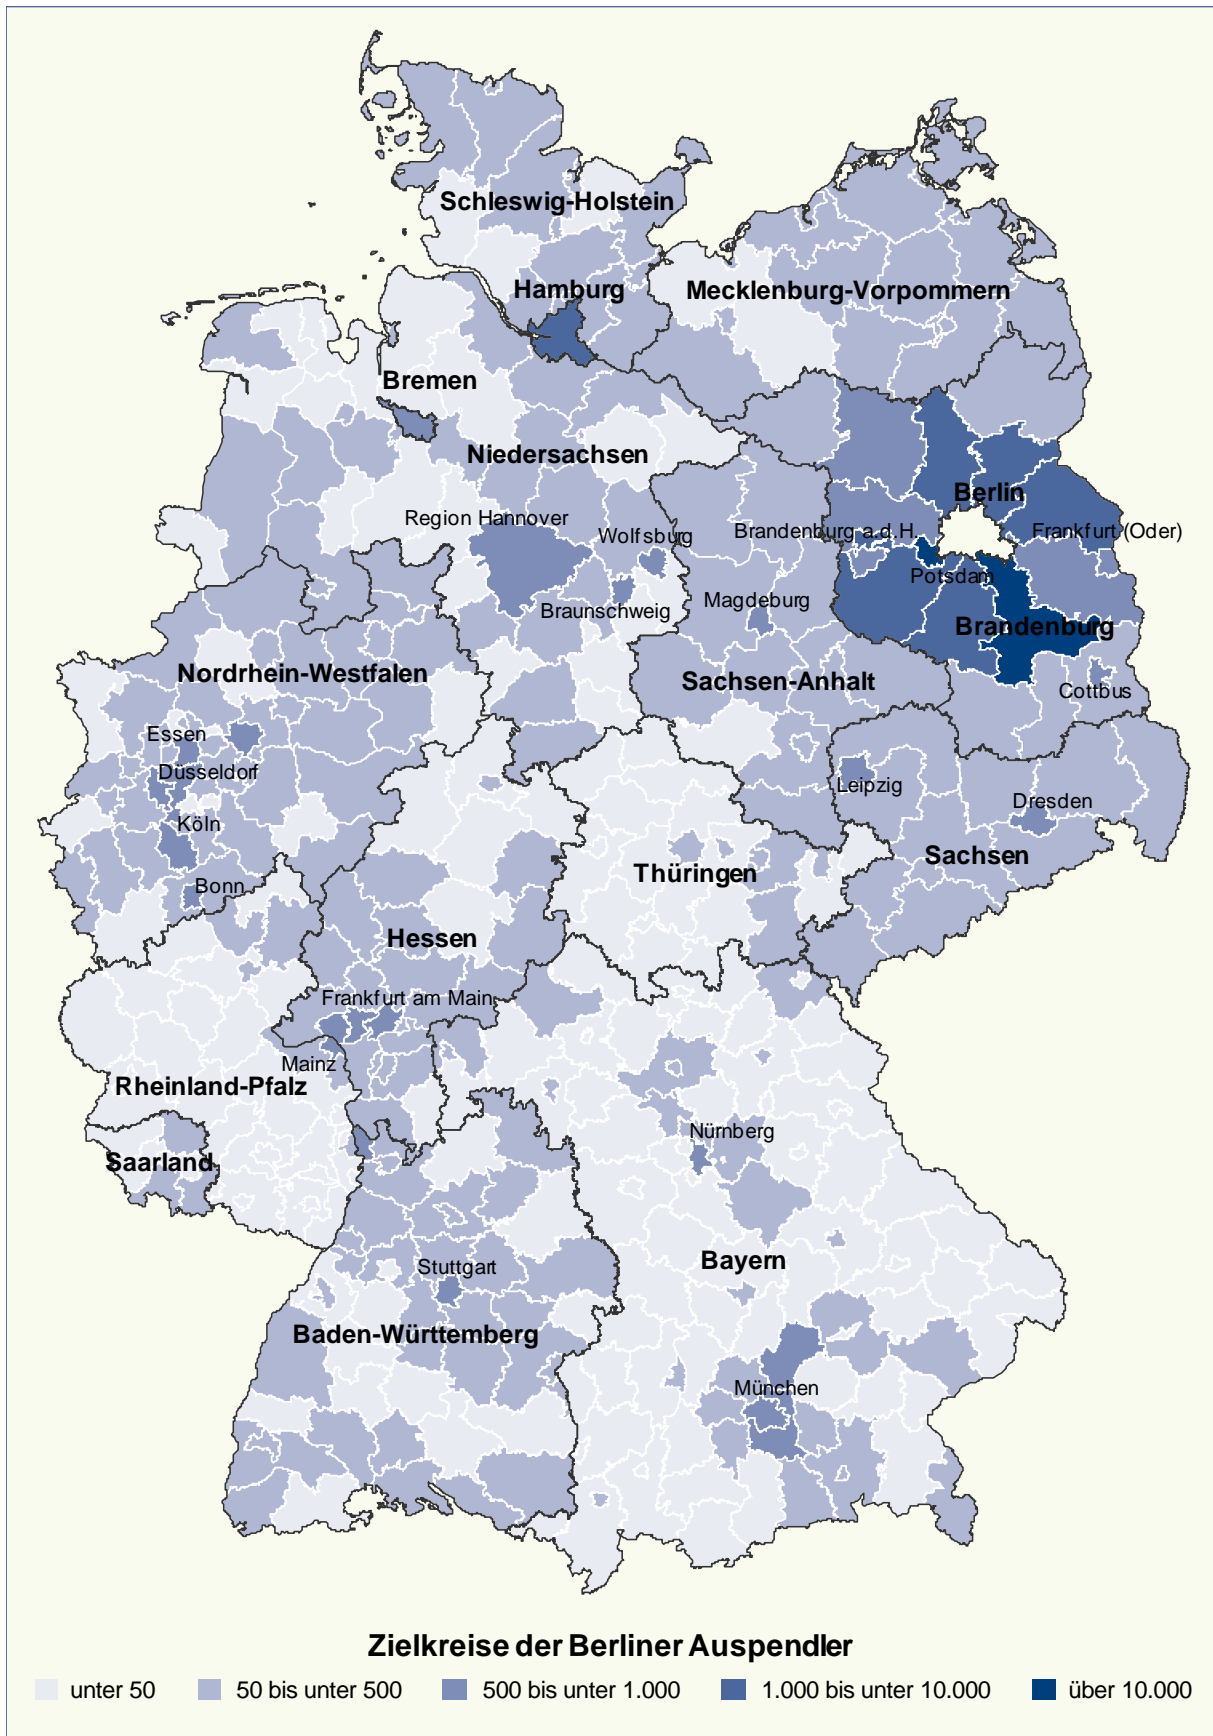 Schleswig-Holstein
Hamburg
Mecklenburg-Vorpommern
Bremen
Niedersachsen
Berlin
Region Hannover
Wolfsburg
Brandenburg a.d.H.
Frankfurt (Oder)
Potsdam
Braunschweig
Magdeburg
Brandenburg
Nordrhein-Westfalen
Sachsen-Anhalt
Cottbus
Essen
Düsseldorf
Leipzig
Dresden
Köln
Sachsen
Thüringen
Bonn
Hessen
Frankfurt am Main
Mainz
Rheinland-Pfalz
Nürnberg
Saarland
Bayern
Stuttgart
Baden-Württemberg
München
Zielkreise der Berliner Auspendler
unter 50
50 bis unter 500
500 bis unter 1.000
1.000 bis unter 10.000
über 10.000